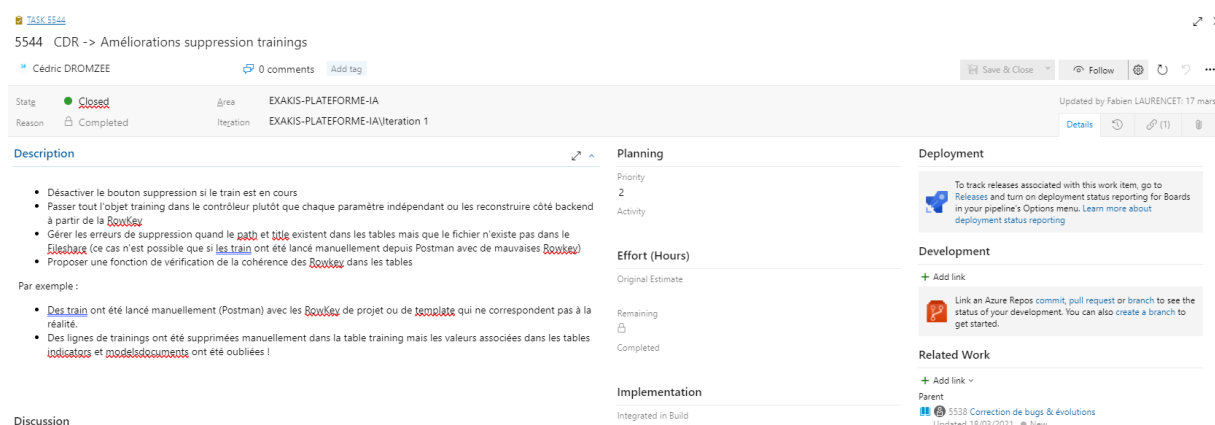 TASK 5544
5544 CDR -> Améliorations suppression trainings
Cédric DROMZEE
0 comments
Add tag
Save & Close
Follow
State
Closed
Area
EXAKIS-PLATEFORME-IA
Updated by Fabien LAURENCET: 17 mars
Reason
Completed
Iteration
EXAKIS-PLATEFORME-IA\Iteration 1
Details
(1)
Description
• Désactiver le bouton suppression si le train est en cours
• Passer tout l'objet training dans le contrôleur plutôt que chaque paramètre indépendant ou les reconstruire côté backend
à partir de la RowKey
• Gérer les erreurs de suppression quand le path et title existent dans les tables mais que le fichier n'existe pas dans le
Fileshare (ce cas n'est possible que si les train ont été lancé manuellement depuis Postman avec de mauvaises Rowkey)
• Proposer une fonction de vérification de la cohérence des Rowkey dans les tables
Par exemple :
• Des train ont été lancé manuellement (Postman) avec les RowKey de projet ou de template qui ne correspondent pas à la
réalité.
• Des lignes de trainings ont été supprimées manuellement dans la table training mais les valeurs associées dans les tables
indicators et modelsdocuments ont été oubliées !
Discussion
Planning
Priority
2
Activity
Effort (Hours)
Original Estimate
Remaining
Completed
Implementation
Integrated in Build
Deployment
To track releases associated with this work item, go to
Releases and turn on deployment status reporting for Boards
in your pipeline's Options menu. Learn more about
deployment status reporting
Development
+ Add link
Link an Azure Repos commit, pull request or branch to see the
status of your development. You can also create a branch to
get started.
Related Work
+ Add link
Parent
5538 Correction de bugs & évolutions
Updated 18/03/2021 • New